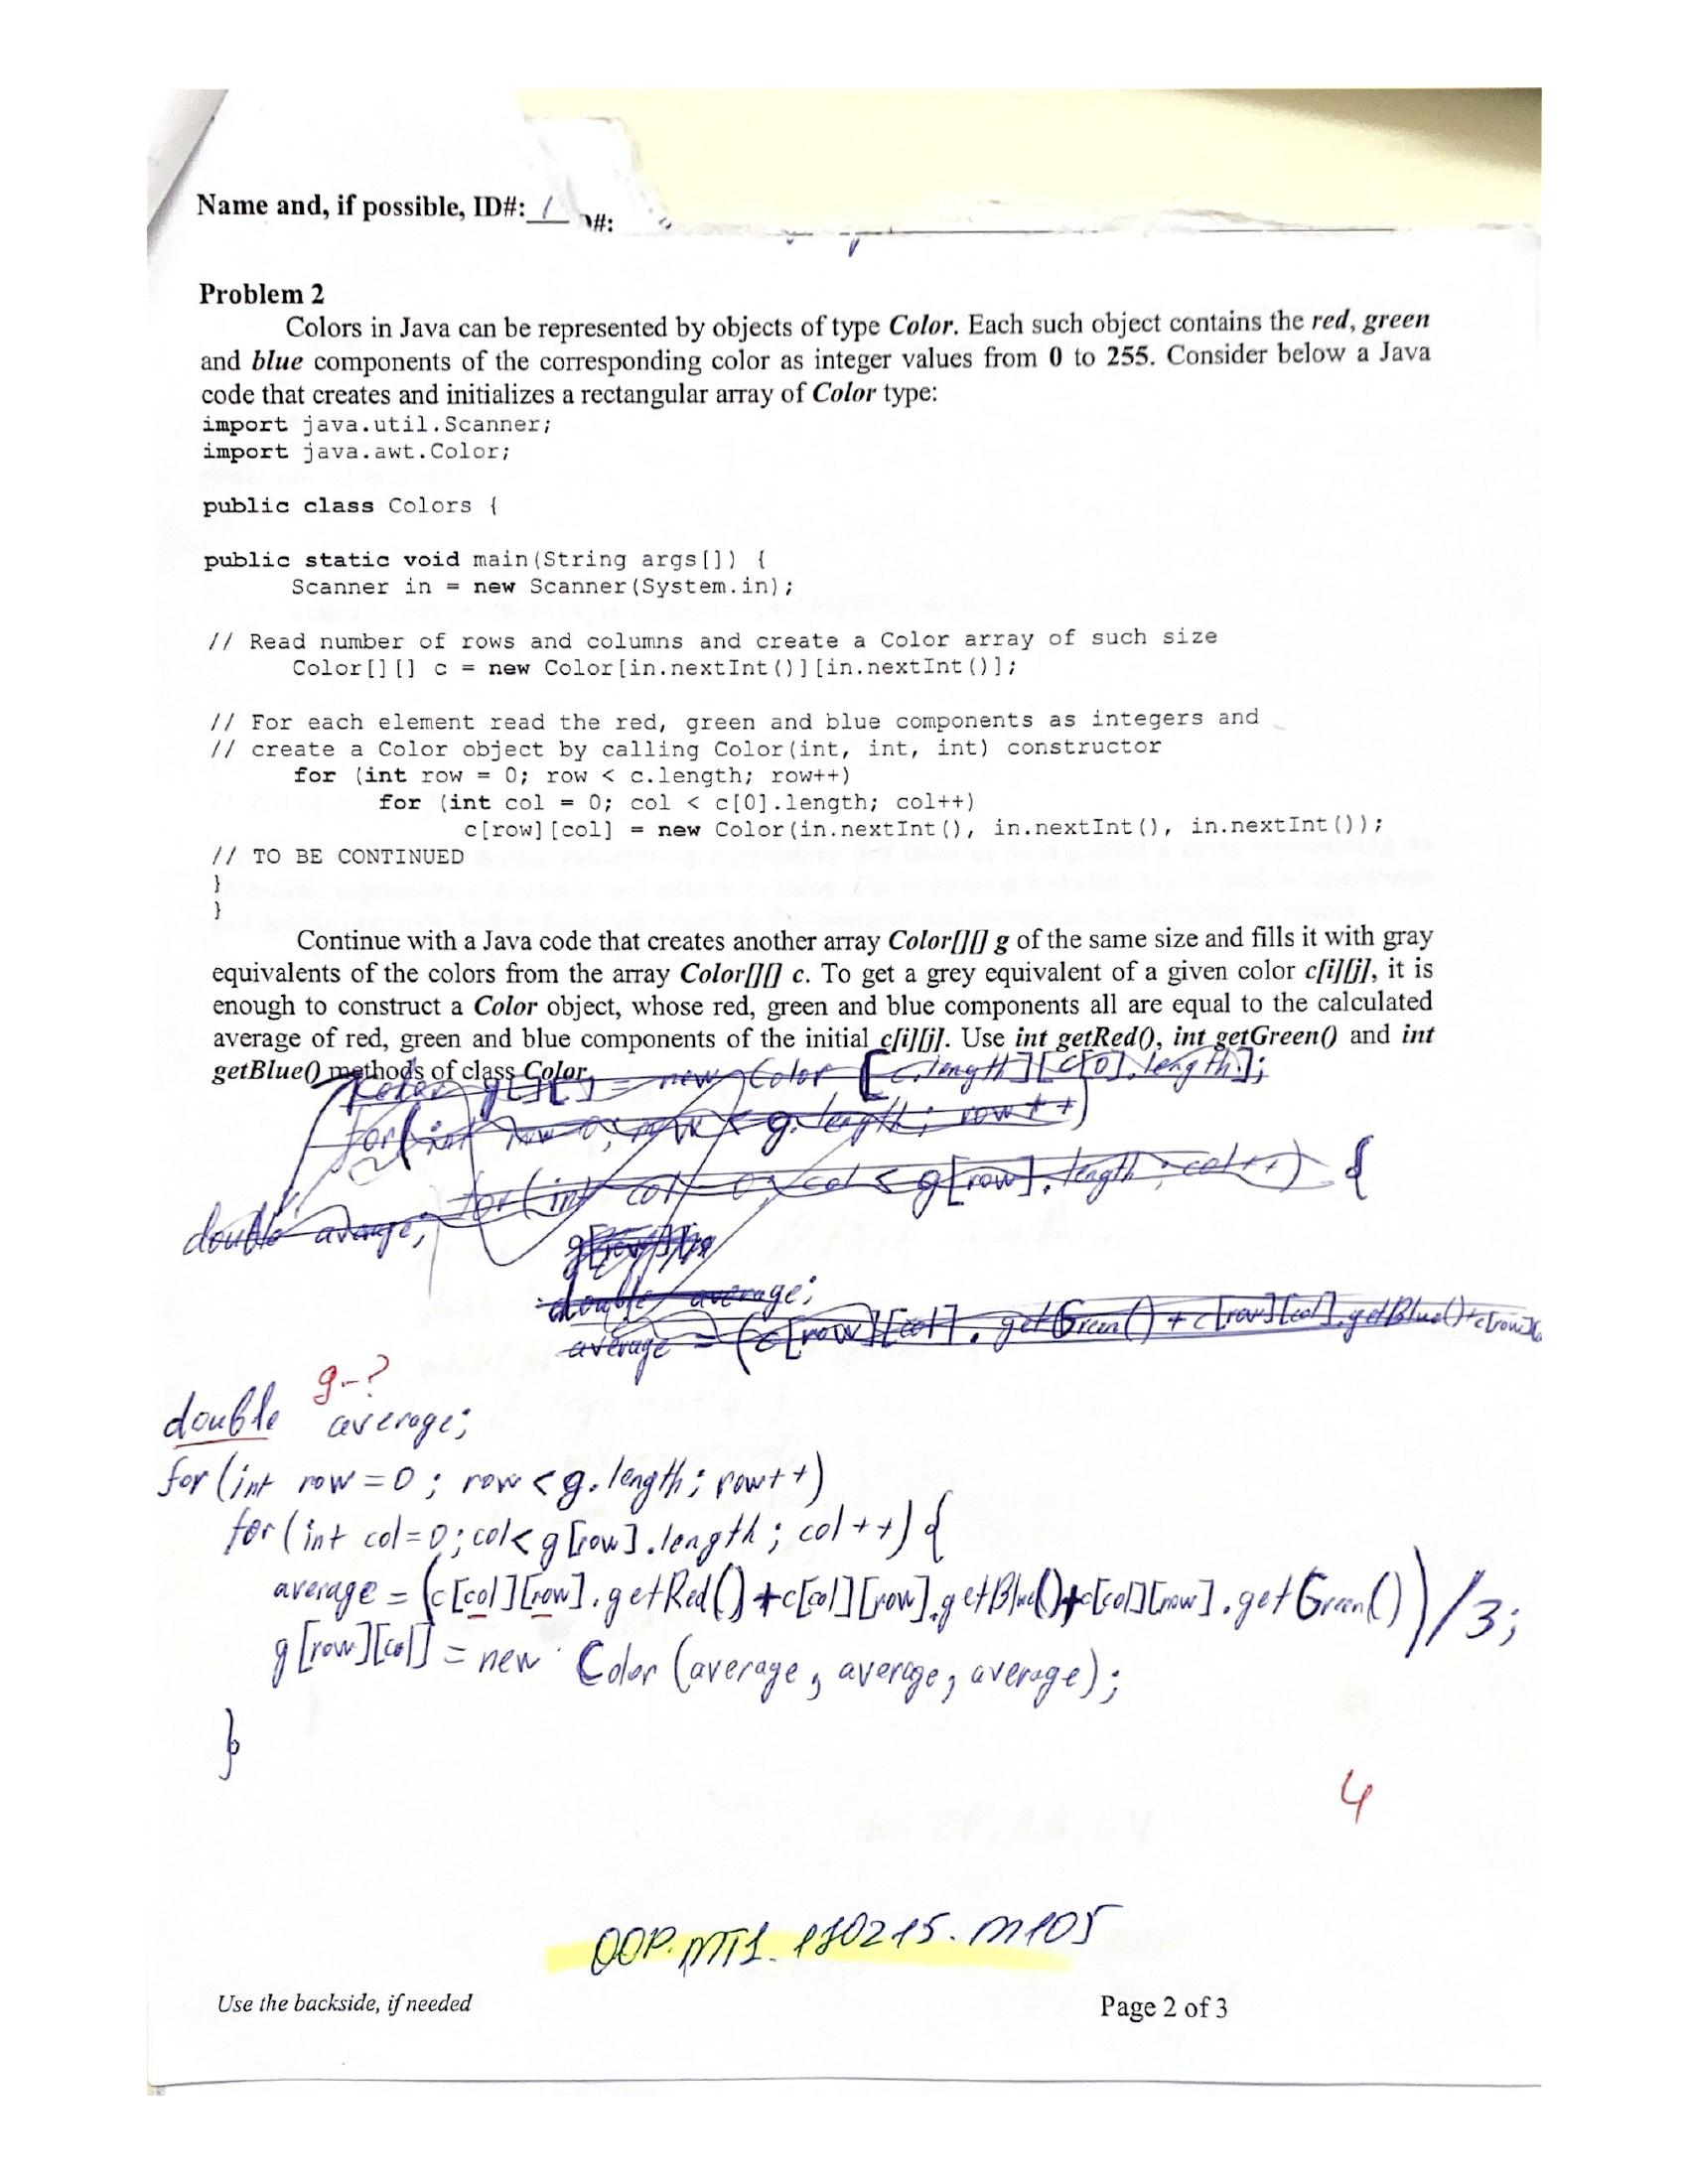 Name and, if possible, ID#: #:
Problem 2
Colors in Java can be represented by objects of type Color. Each such object contains the red, green
and blue components of the corresponding color as integer values from 0 to 255. Consider below a Java
code that creates and initializes a rectangular array of Color type:
import java.util.Scanner;
import java.awt.Color;
public class Colors {
public static void main(String args[]) {
Scanner in = new Scanner(System.in);
// Read number of rows and columns and create a Color array of such size
Color[][] c = new Color[in.nextInt()][in.nextInt()];
// For each element read the red, green and blue components as integers and
// create a Color object by calling Color(int, int, int) constructor
for (int row = 0; row < c.length; row++)
for (int col = 0; col < c[0].length; col++)
c[row][col] = new Color(in.nextInt(), in.nextInt(), in.nextInt());
// TO BE CONTINUED
}
}
Continue with a Java code that creates another array Color[][] g of the same size and fills it with gray
equivalents of the colors from the array Color[][] c. To get a grey equivalent of a given color c[i][j], it is
enough to construct a Color object, whose red, green and blue components all are equal to the calculated
average of red, green and blue components of the initial c[i][j]. Use int getRed(), int getGreen() and int
getBlue() methods of class Color.
Color g[][] = new Color [c.length][c[0].length];
for(int row=0; row < g.length; row++)
for(int col=0; col < g[row].length; col++) {
double avarage;
g[row][
double average;
average = (c[row][col].getGreen() + c[row][col].getBlue()+c[row][
g-?
double average;
for(int row=0; row<g.length; row++)
for(int col=0; col<g[row].length; col++){
average = (c[col][row].getRed()+c[col][row].getBlue()+c[col][row].getGreen())/3;
g[row][col] = new Color (average, average, average);
}
4
OOP.MT1.170215.M105
Use the backside, if needed
Page 2 of 3